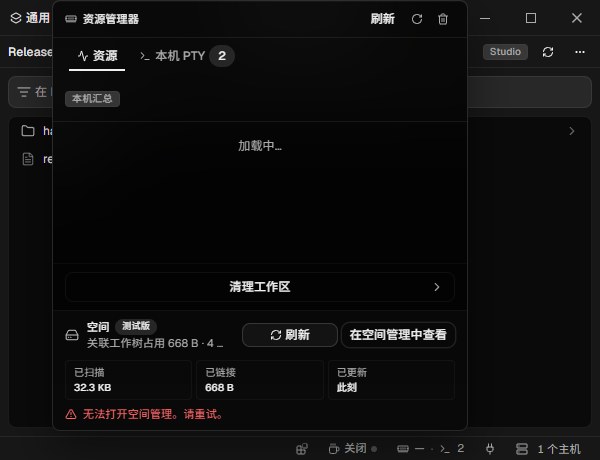 通用
资源管理器
刷新
Release
资源
本机 PTY
2
Studio
在
本机汇总
加载中…
清理工作区
空间
测试版
关联工作树占用 668 B · 4 ...
刷新
在空间管理中查看
已扫描
32.3 KB
已链接
668 B
已更新
此刻
无法打开空间管理。请重试。
关闭
2
1 个主机